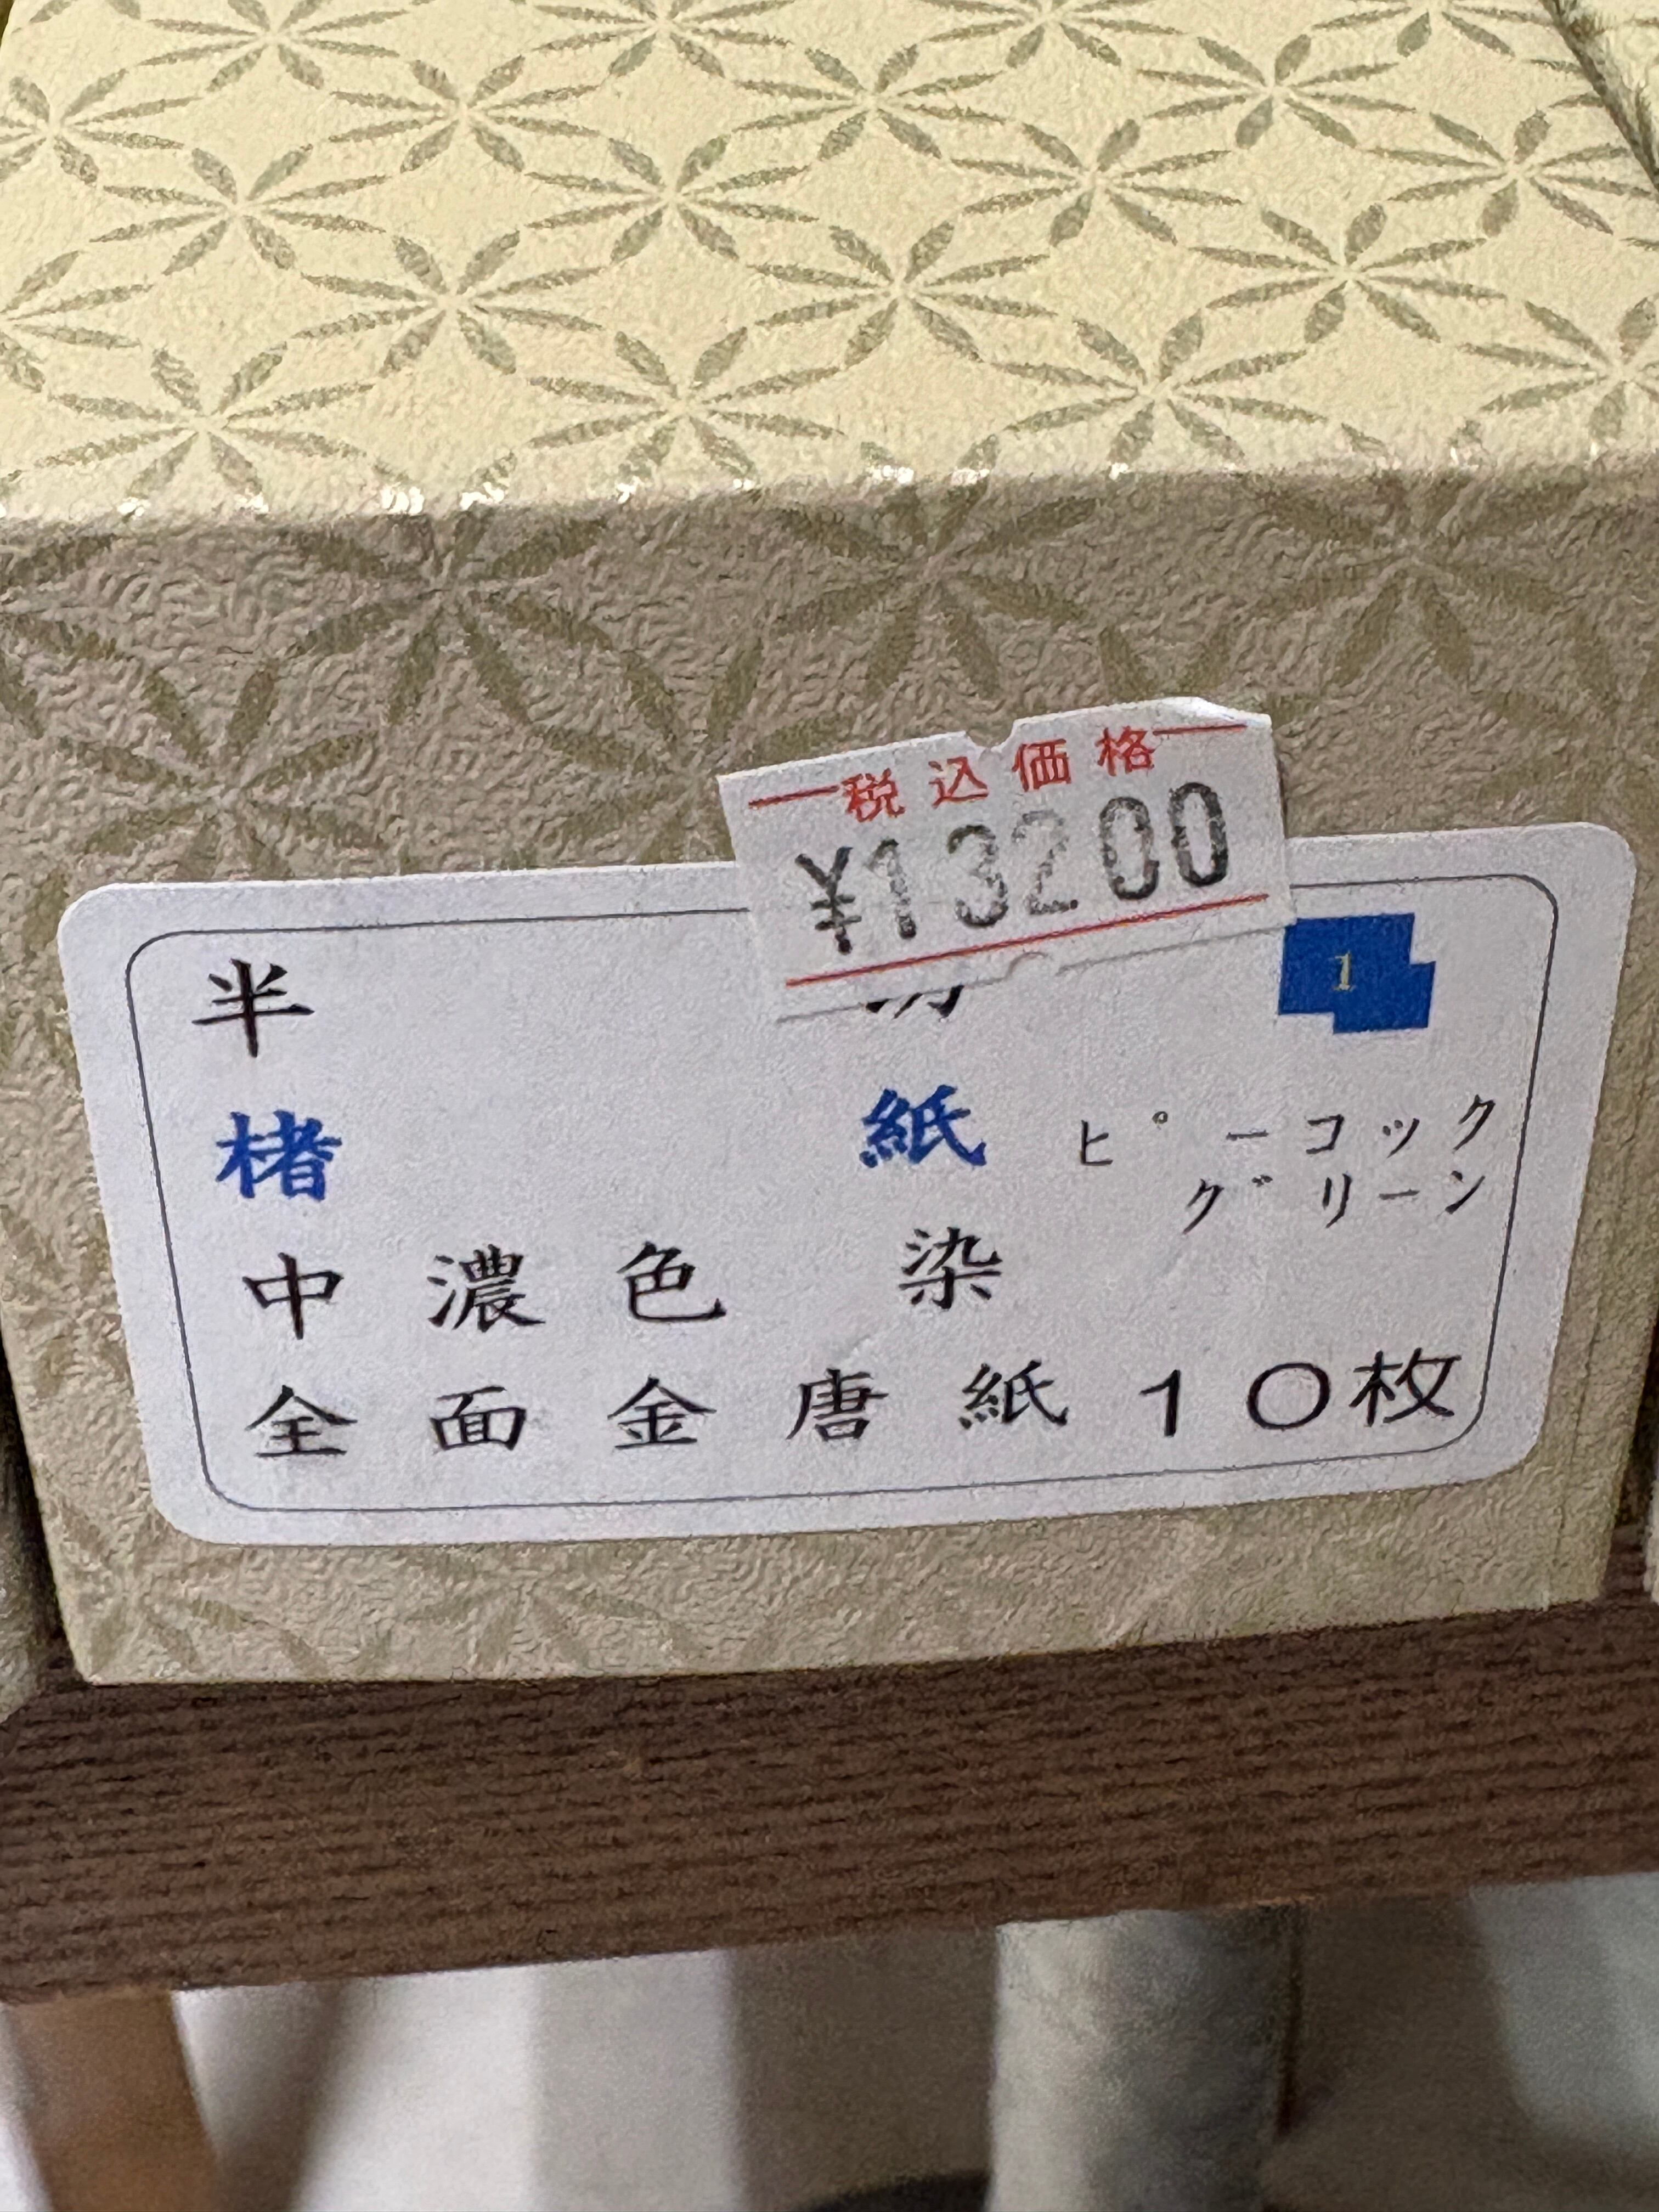 税込価格
¥13200
半
1
楮 紙 ピーコック
グリーン
中濃色 染
全面金唐紙10枚